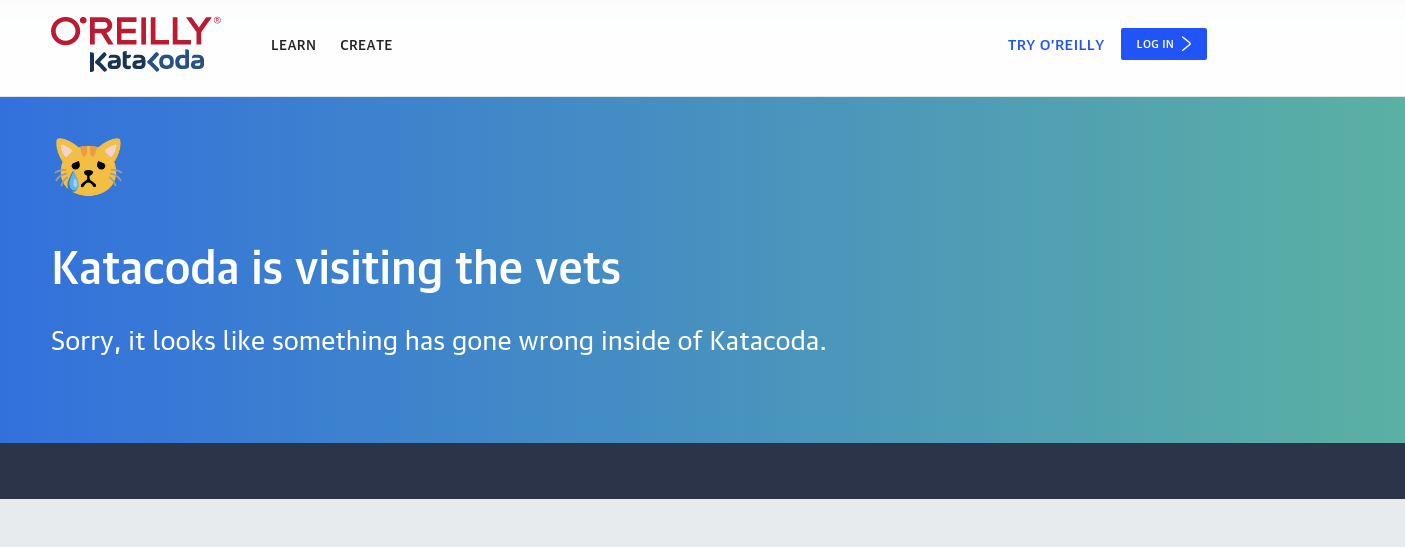 O'REILLY®
KataKoda
LEARN CREATE
TRY O'REILLY LOG IN
Katacoda is visiting the vets
Sorry, it looks like something has gone wrong inside of Katacoda.